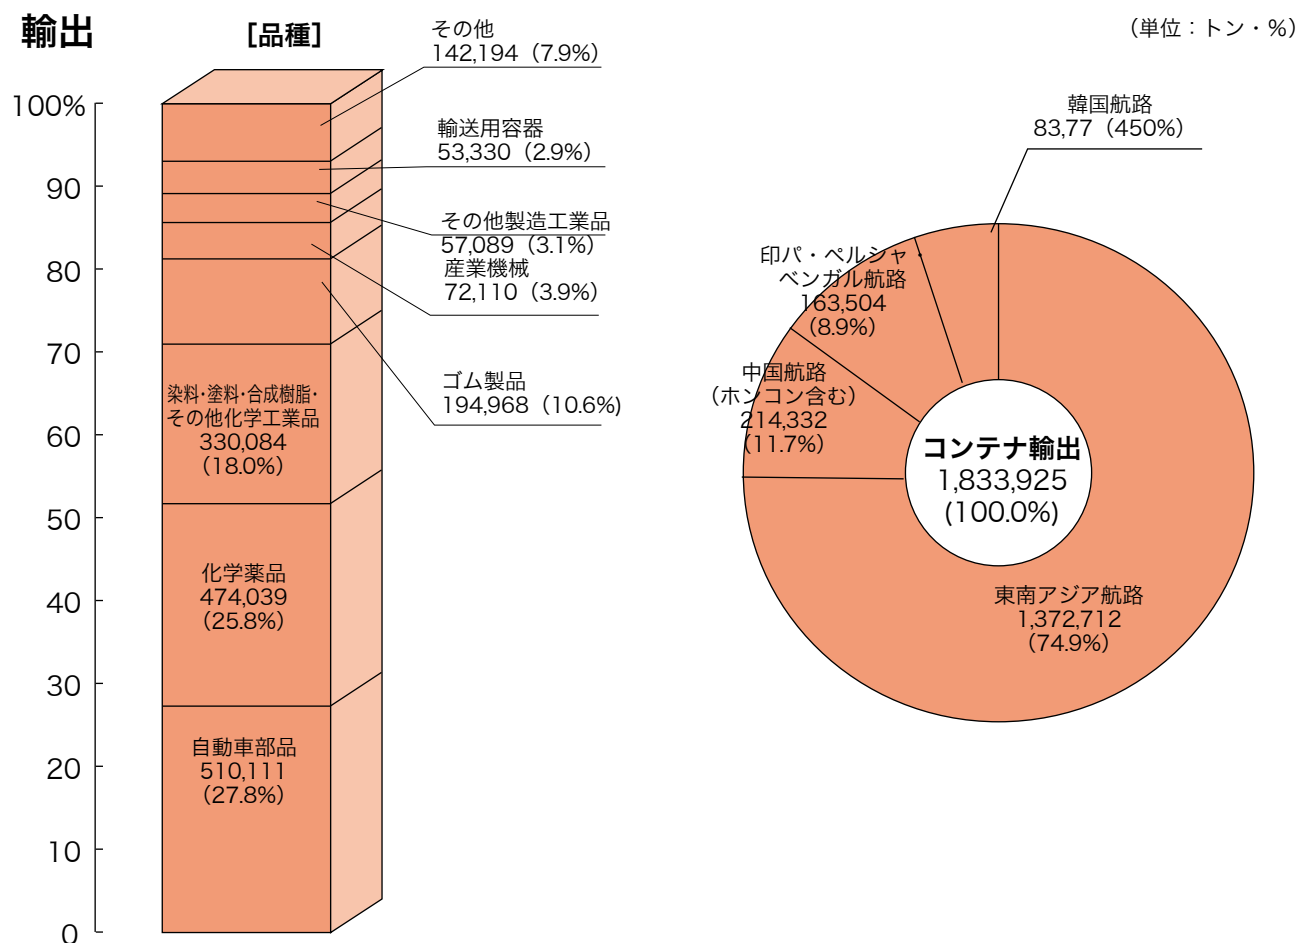 輸出
［品種］
（単位：トン・％）
100%
90
80
70
60
50
40
30
20
10
0
その他
142,194（7.9%）
輸送用容器
53,330（2.9%）
その他製造工業品
57,089（3.1%）
産業機械
72,110（3.9%）
ゴム製品
194,968（10.6%)
染料・塗料・合成樹脂・
その他化学工業品
330,084
（18.0%）
化学薬品
474,039
（25.8%）
自動車部品
510,111
（27.8%）
韓国航路
83,77（450%）
印パ・ペルシャ・
ベンガル航路
163,504
（8.9%）
中国航路
（ホンコン含む）
214,332
（11.7%）
コンテナ輸出
1,833,925
(100.0%)
東南アジア航路
1,372,712
（74.9%）